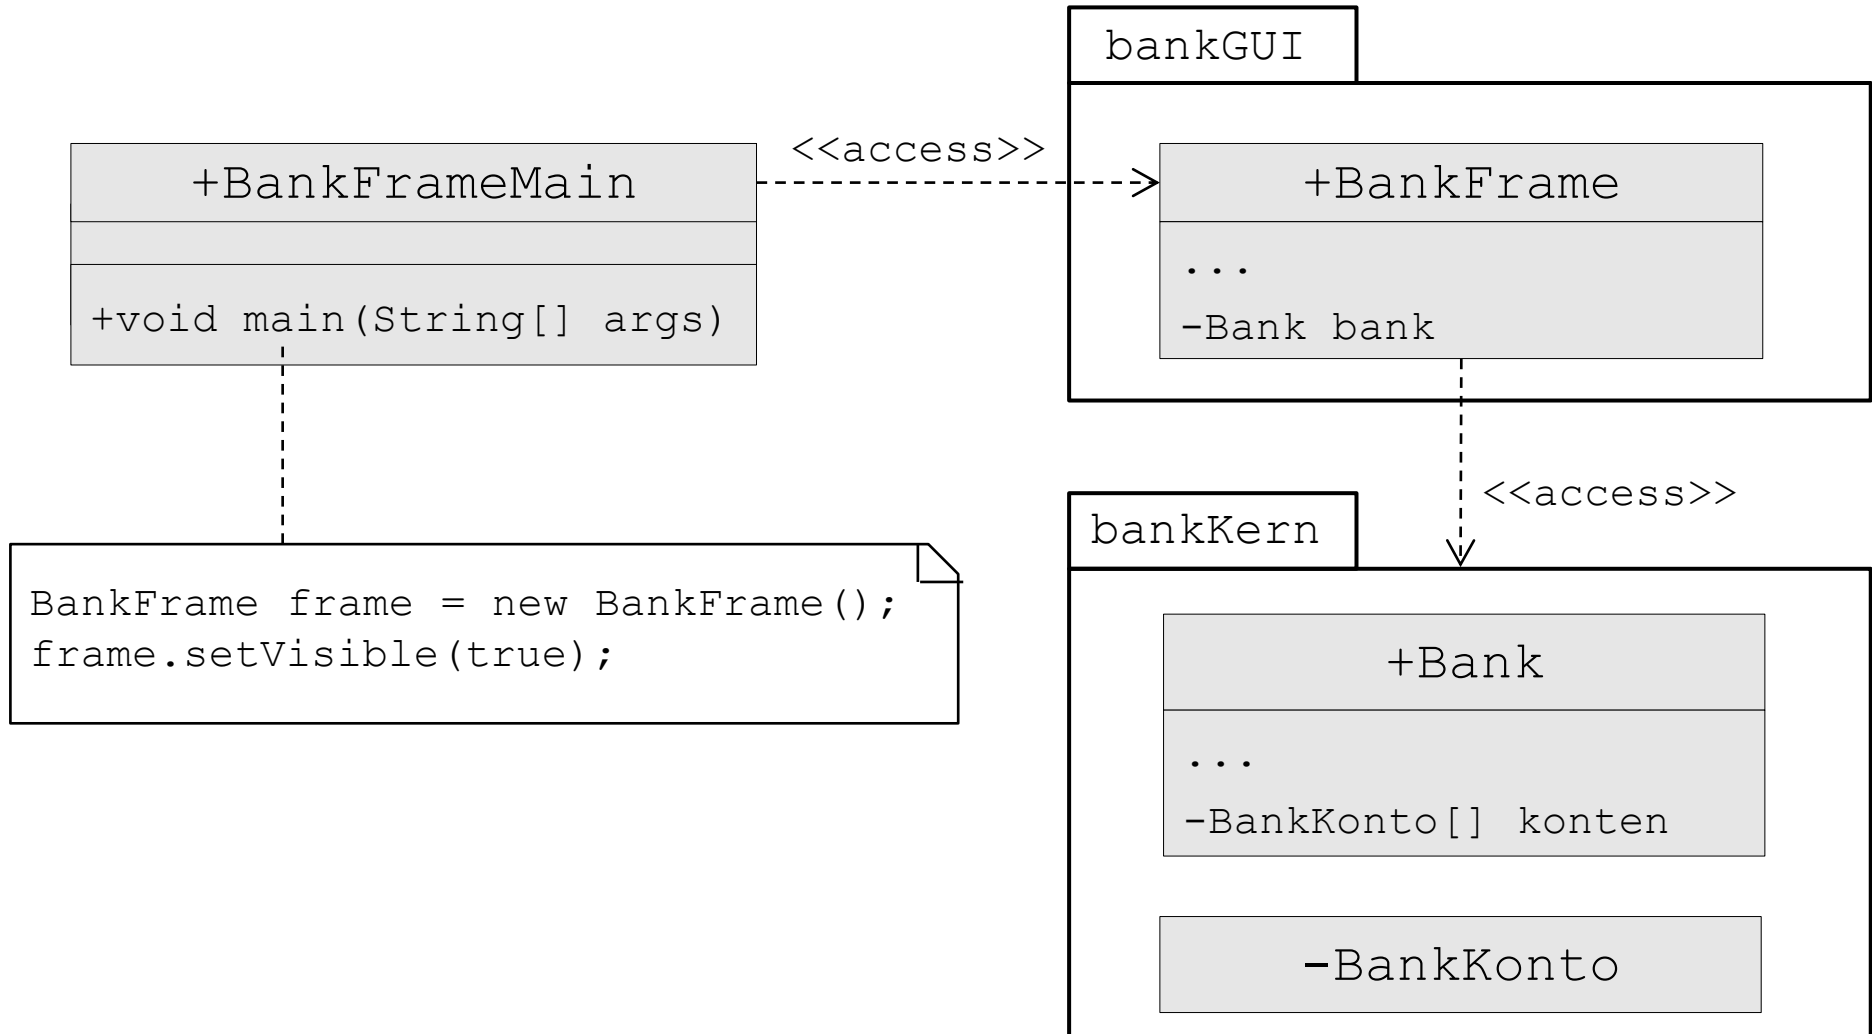 bankGUI
+BankFrameMain
+void main(String[] args)
<<access>>
+BankFrame
...
-Bank bank
<<access>>
BankFrame frame = new BankFrame();
frame.setVisible(true);
bankKern
+Bank
...
-BankKonto[] konten
-BankKonto